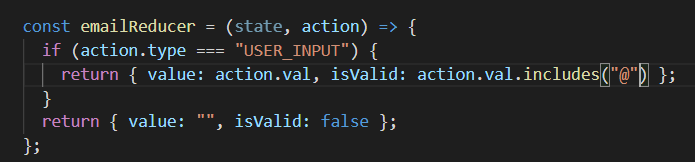 const emailReducer = (state, action) => {
  if (action.type === "USER_INPUT") {
    return { value: action.val, isValid: action.val.includes("@") };
  }
  return { value: "", isValid: false };
};